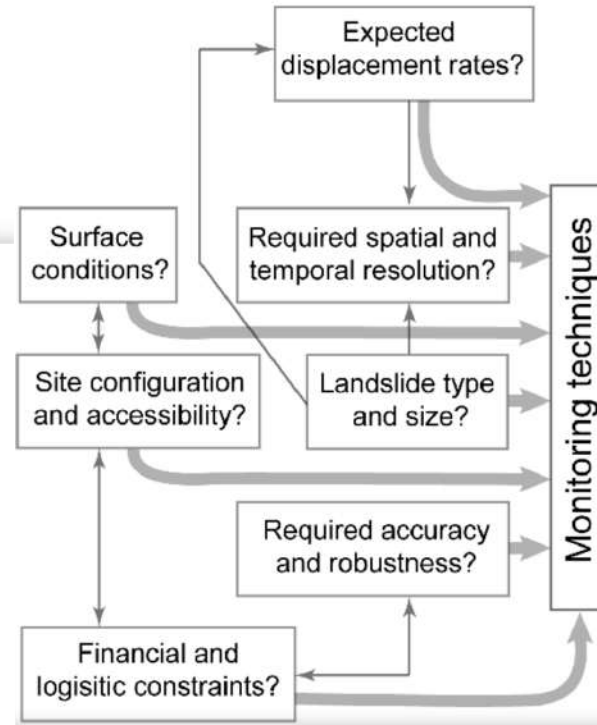 Expected
displacement rates?
Surface
conditions?
Required spatial and
temporal resolution?
Site configuration
and accessibility?
Landslide type
and size?
Required accuracy
and robustness?
Financial and
logisitic constraints?
Monitoring techniques